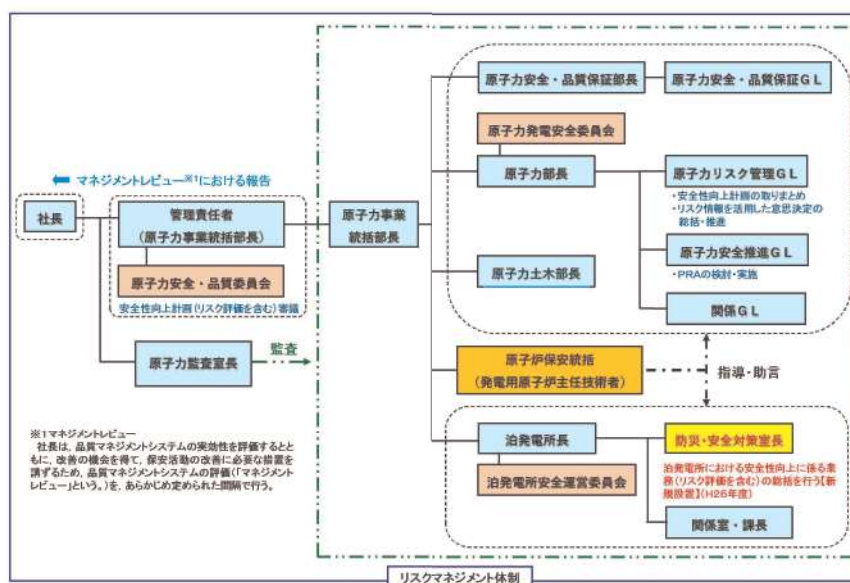 原子力安全・品質保証部長
原子力安全・品質保証GL
原子力発電安全委員会
原子力部長
原子力リスク管理GL
・安全性向上計画の取りまとめ
・リスク情報を活用した意思決定の
総括・推進
マネジメントレビュー※1における報告
社長
管理責任者
(原子力事業統括部長)
原子力事業
統括部長
原子力安全推進GL
・PRAの検討・実施
原子力安全・品質委員会
安全性向上計画(リスク評価を含む)審議
原子力土木部長
関係GL
原子力監査室長
監査
原子炉保安統括
(発電用原子炉主任技術者)
指導・助言
※1マネジメントレビュー
社長は、品質マネジメントシステムの実効性を評価するとと
もに、改善の機会を得て、保安活動の改善に必要な措置を
講ずるため、品質マネジメントシステムの評価(「マネジメント
レビュー」という。)を、あらかじめ定められた間隔で行う。
泊発電所長
防災・安全対策室長
泊発電所における安全性向上に係る業
務(リスク評価を含む)の総括を行う【新
規設置】(H26年度)
泊発電所安全運営委員会
関係室・課長
リスクマネジメント体制